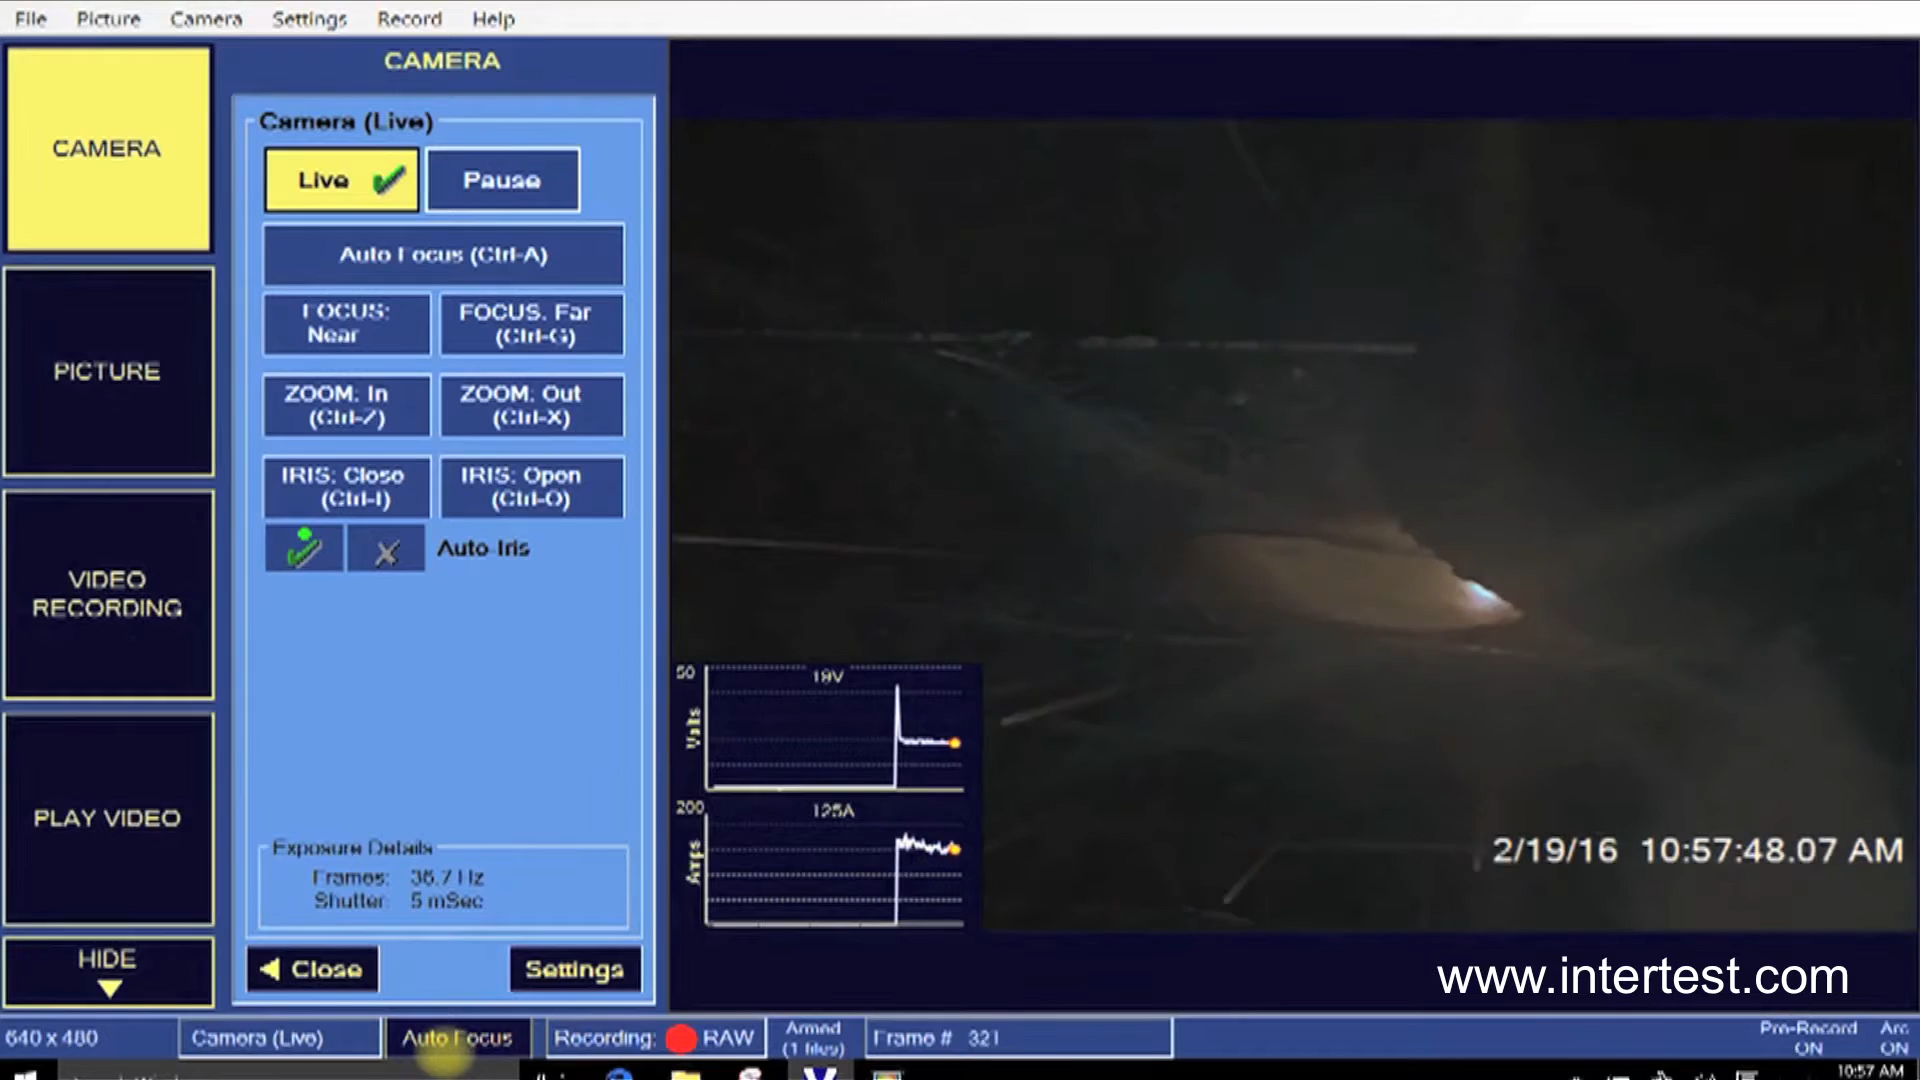 File Picture Camera Settings Record Help
CAMERA
CAMERA
Camera (Live)
Live
Pause
Auto Focus (Ctrl-A)
FOCUS:
Near
FOCUS. Far
(Ctrl-G)
ZOOM: In
(Ctrl-Z)
ZOOM: Out
(Ctrl-X)
IRIS: Close
(Ctrl-I)
IRIS: Open
(Ctrl-O)
Auto-Iris
PICTURE
VIDEO
RECORDING
PLAY VIDEO
HIDE
Exposure Details
Frames: 36.7 Hz
Shutter: 5 mSec
Close
Settings
50
19V
Volts
200
125A
Amps
2/19/16 10:57:48.07 AM
www.intertest.com
640 x 480
Camera (Live)
Auto Focus
Recording: RAW
Armed
(1 files)
Frame # 321
Pre-Record
ON
Arc
ON
10:57 AM